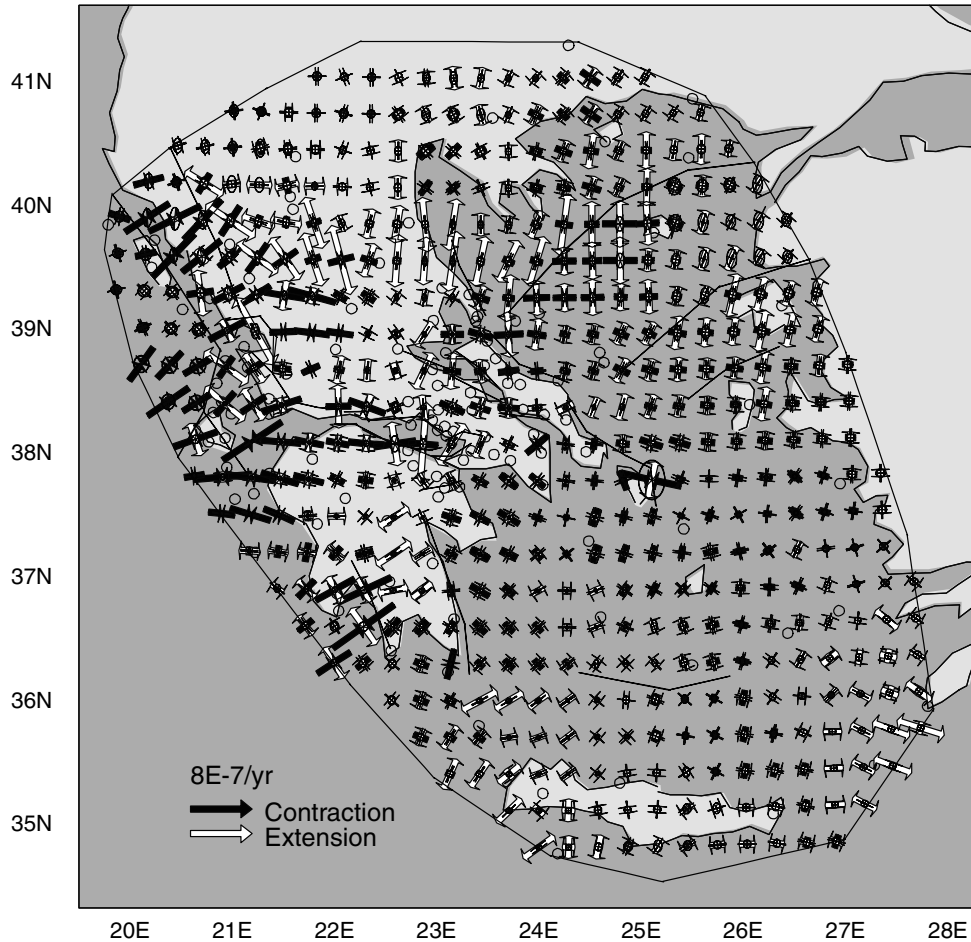 41N
40N
39N
38N
37N
36N
35N
8E-7/yr
Contraction
Extension
20E 21E 22E 23E 24E 25E 26E 27E 28E